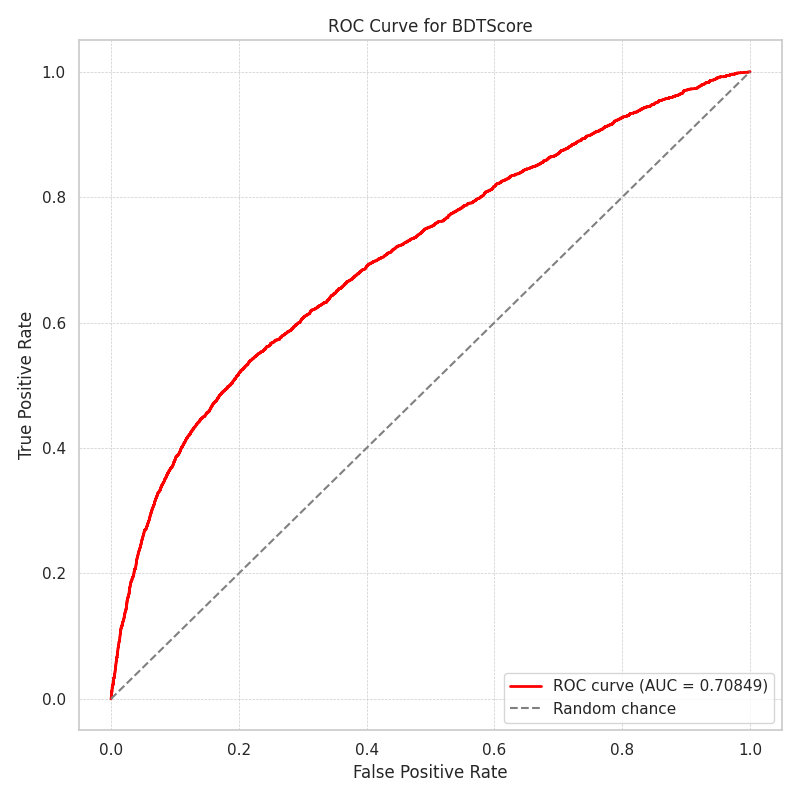 ROC Curve for BDTScore
True Positive Rate
1.0
0.8
0.6
0.4
0.2
0.0
ROC curve (AUC = 0.70849)
Random chance
0.0 0.2 0.4 0.6 0.8 1.0
False Positive Rate